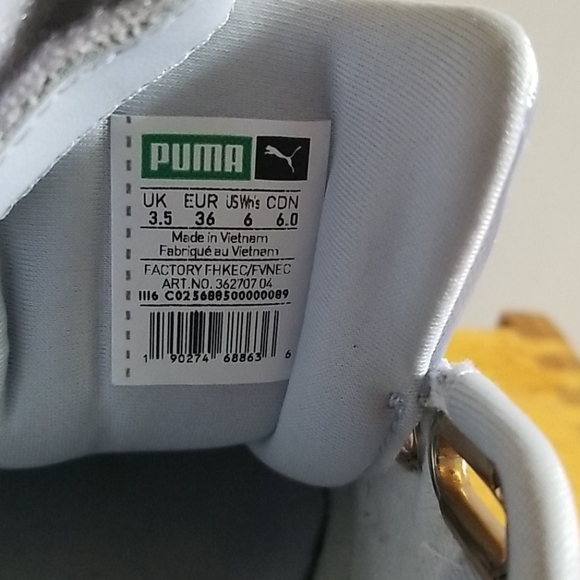 PUMA
UK EUR US Wn's CDN
3.5 36 6 6.0
Made in Vietnam
Fabriqué au Vietnam
FACTORY FHKEC/FVNEC
ART.NO. 362707 04
1116 C025688500000089
1 90274 68863 6